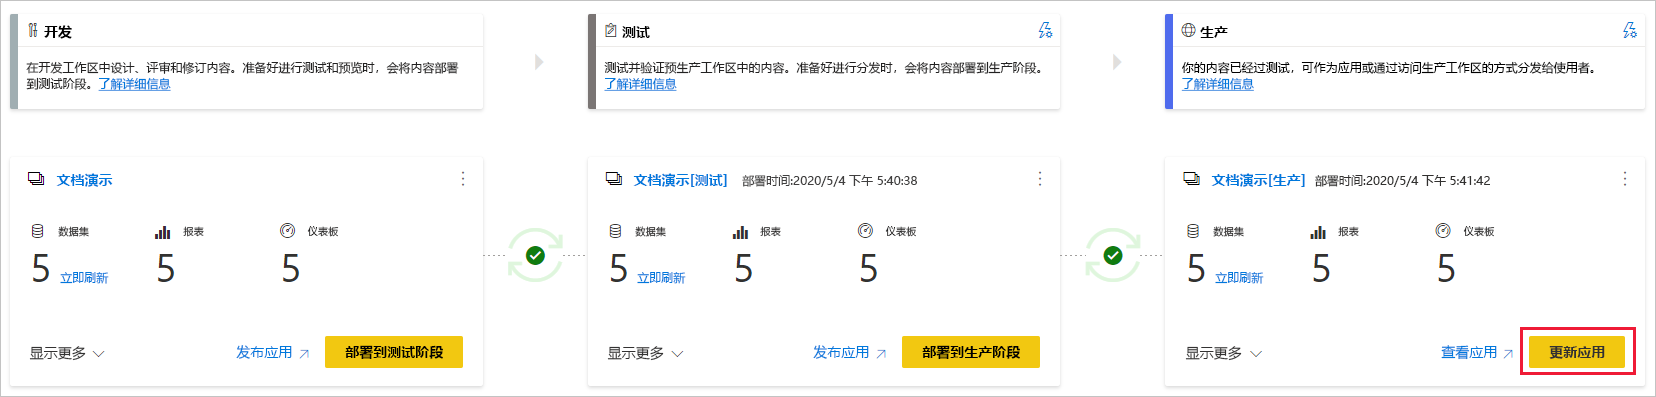 开发
在开发工作区中设计、评审和修订内容。准备好进行测试和预览时，会将内容部署
到测试阶段。了解详细信息
测试
测试并验证预生产工作区中的内容。准备好进行分发时，会将内容部署到生产阶段。
了解详细信息
生产
你的内容已经过测试，可作为应用或通过访问生产工作区的方式分发给使用者。
了解详细信息
文档演示
数据集 报表 仪表板
5 立即刷新 5 5
显示更多 发布应用 部署到测试阶段
文档演示[测试] 部署时间:2020/5/4 下午 5:40:38
数据集 报表 仪表板
5 立即刷新 5 5
显示更多 发布应用 部署到生产阶段
文档演示[生产] 部署时间:2020/5/4 下午 5:41:42
数据集 报表 仪表板
5 立即刷新 5 5
显示更多 查看应用 更新应用